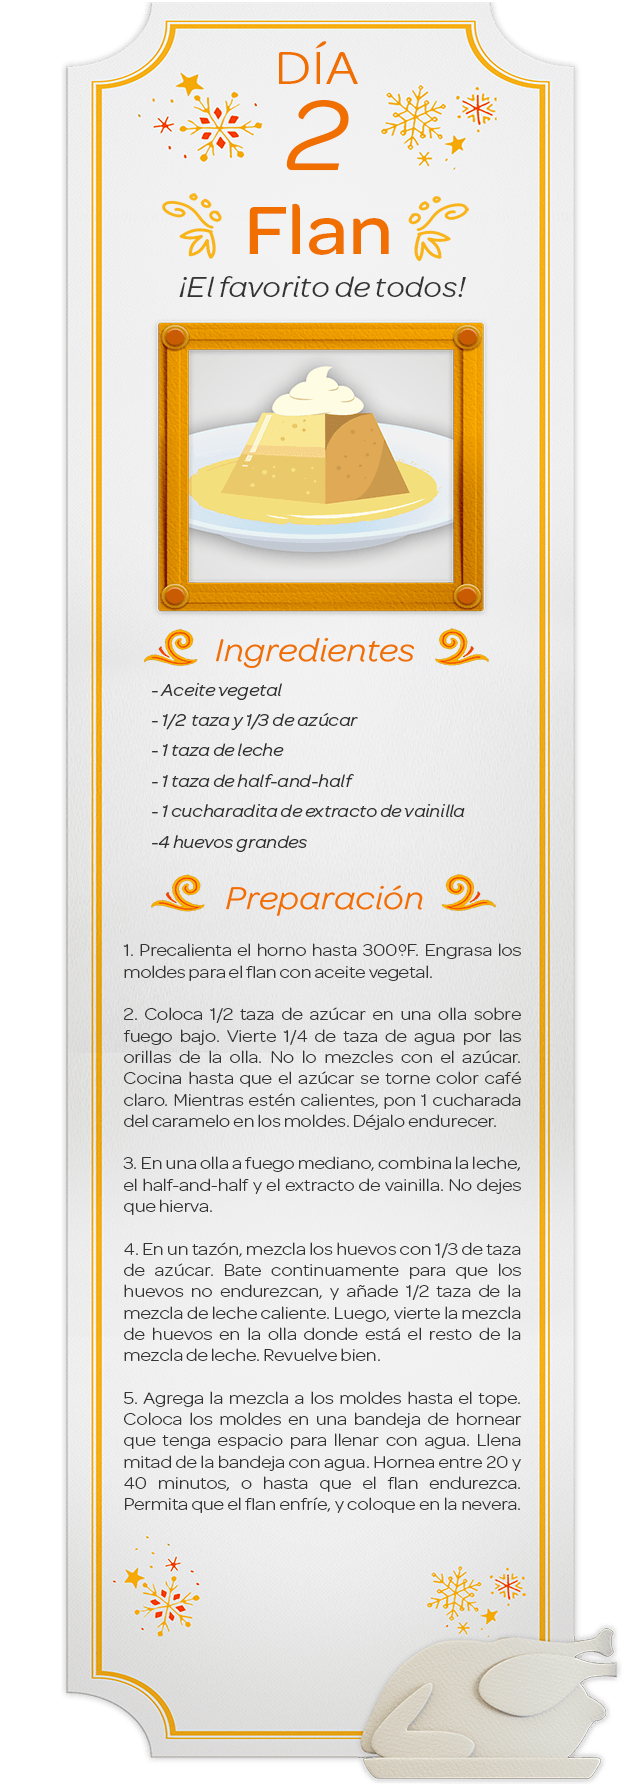 DÍA
2
Flan
¡El favorito de todos!
Ingredientes
- Aceite vegetal
- 1/2 taza y 1/3 de azúcar
- 1 taza de leche
- 1 taza de half-and-half
- 1 cucharadita de extracto de vainilla
-4 huevos grandes
Preparación
1. Precalienta el horno hasta 300ºF. Engrasa los
moldes para el flan con aceite vegetal.
2. Coloca 1/2 taza de azúcar en una olla sobre
fuego bajo. Vierte 1/4 de taza de agua por las
orillas de la olla. No lo mezcles con el azúcar.
Cocina hasta que el azúcar se torne color café
claro. Mientras estén calientes, pon 1 cucharada
del caramelo en los moldes. Déjalo endurecer.
3. En una olla a fuego mediano, combina la leche,
el half-and-half y el extracto de vainilla. No dejes
que hierva.
4. En un tazón, mezcla los huevos con 1/3 de taza
de azúcar. Bate continuamente para que los
huevos no endurezcan, y añade 1/2 taza de la
mezcla de leche caliente. Luego, vierte la mezcla
de huevos en la olla donde está el resto de la
mezcla de leche. Revuelve bien.
5. Agrega la mezcla a los moldes hasta el tope.
Coloca los moldes en una bandeja de hornear
que tenga espacio para llenar con agua. Llena
mitad de la bandeja con agua. Hornea entre 20 y
40 minutos, o hasta que el flan endurezca.
Permita que el flan enfríe, y coloque en la nevera.